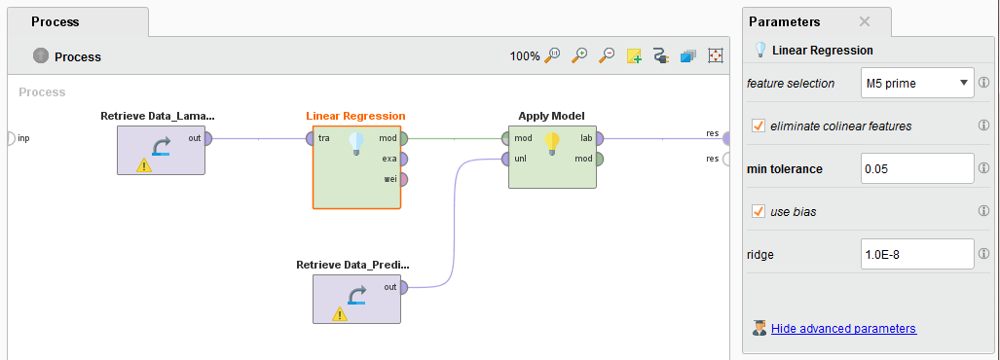 Process
Process
100%
Process
inp
Retrieve Data_Lama...
out
Linear Regression
tra
mod
exa
wei
Apply Model
mod
lab
unl
mod
res
res
Retrieve Data_Predi...
out
Parameters
Linear Regression
feature selection
M5 prime
eliminate colinear features
min tolerance
0.05
use bias
ridge
1.0E-8
Hide advanced parameters